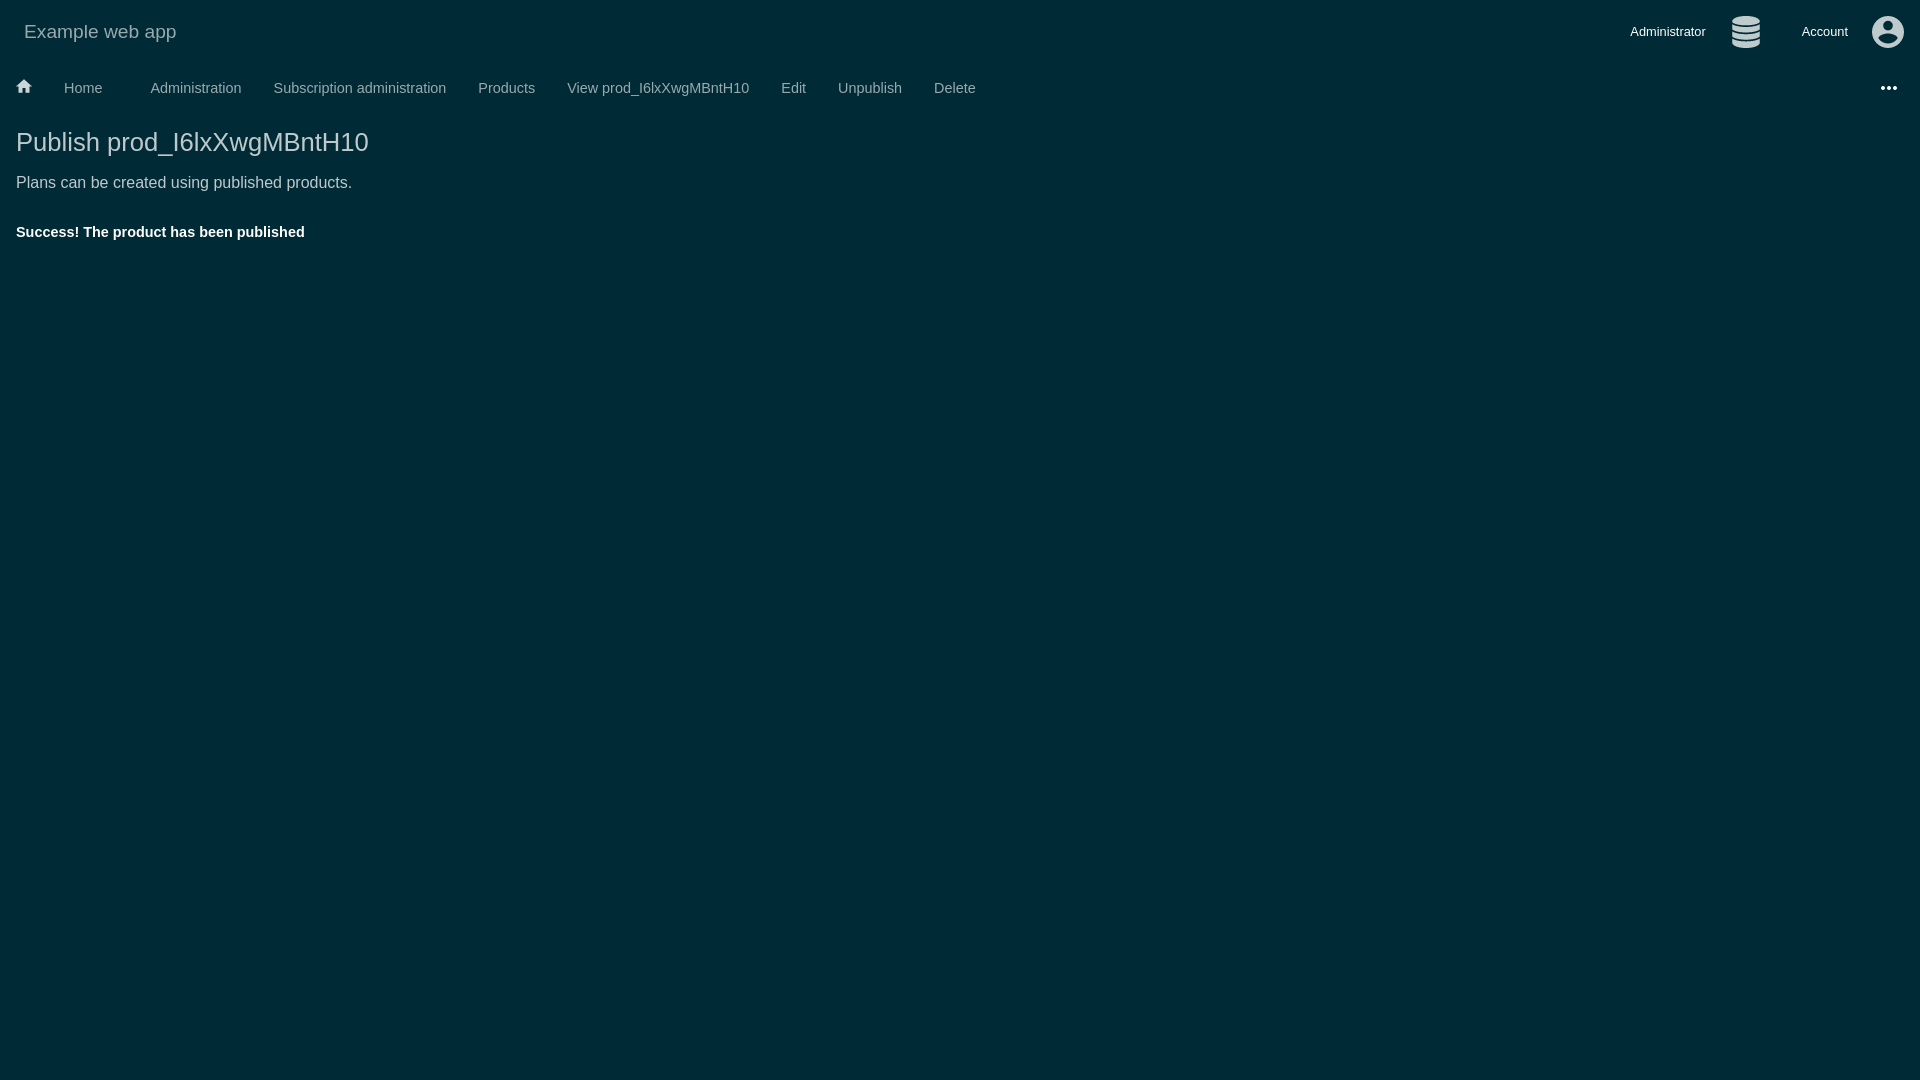 Example web app
Administrator
Account
Home
Administration
Subscription administration
Products
View prod_I6lxXwgMBntH10
Edit
Unpublish
Delete
Publish prod_I6lxXwgMBntH10
Plans can be created using published products.
Success! The product has been published